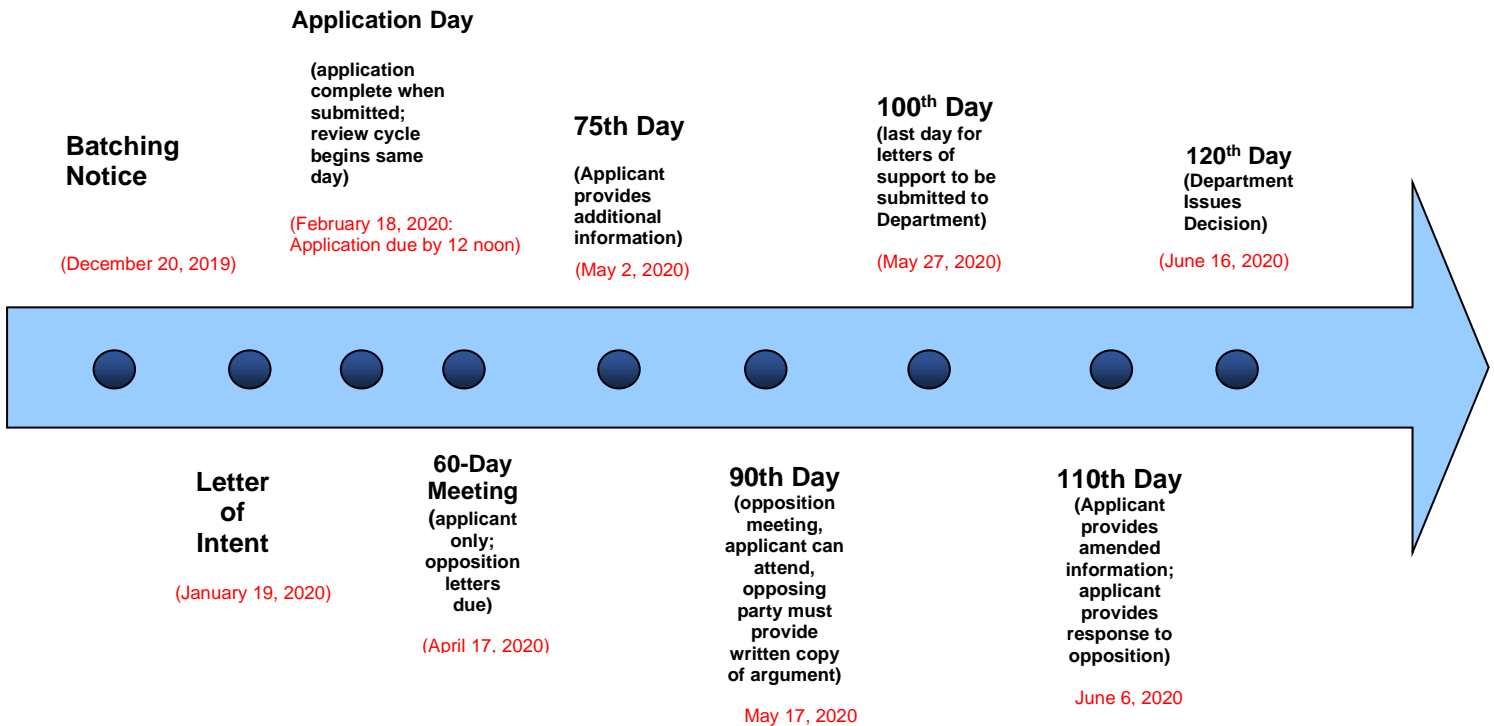 Application Day
(application
complete when
submitted;
review cycle
begins same
day)
(February 18, 2020:
Application due by 12 noon)
Batching
Notice
(December 20, 2019)
75th Day
(Applicant
provides
additional
information)
(May 2, 2020)
100th Day
(last day for
letters of
support to be
submitted to
Department)
(May 27, 2020)
120th Day
(Department
Issues
Decision)
(June 16, 2020)
Letter
of
Intent
(January 19, 2020)
60-Day
Meeting
(applicant
only;
opposition
letters
due)
(April 17, 2020)
90th Day
(opposition
meeting,
applicant can
attend,
opposing
party must
provide
written copy
of argument)
May 17, 2020
110th Day
(Applicant
provides
amended
information;
applicant
provides
response to
opposition)
June 6, 2020